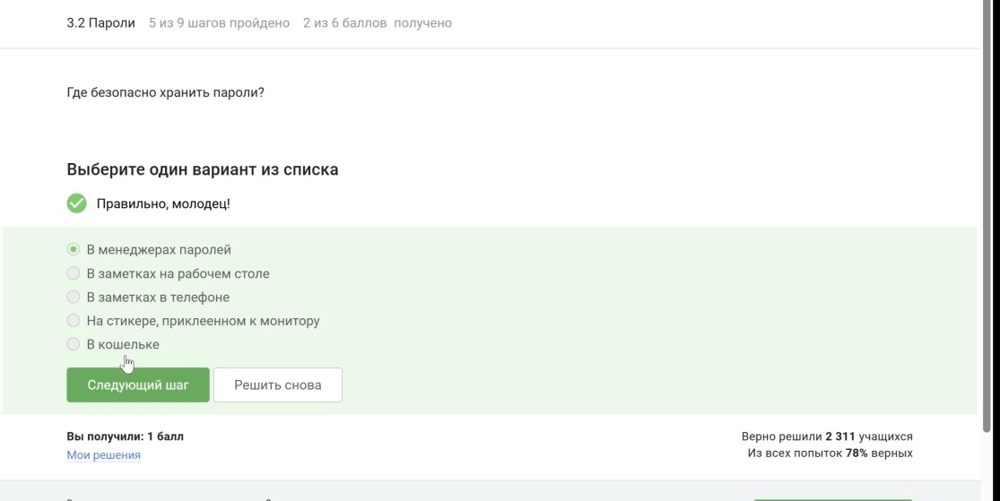 3.2 Пароли 5 из 9 шагов пройдено 2 из 6 баллов получено
Где безопасно хранить пароли?
Выберите один вариант из списка
Правильно, молодец!
В менеджерах паролей
В заметках на рабочем столе
В заметках в телефоне
На стикере, приклеенном к монитору
В кошельке
Следующий шаг Решить снова
Вы получили: 1 балл
Мои решения
Верно решили 2 311 учащихся
Из всех попыток 78% верных